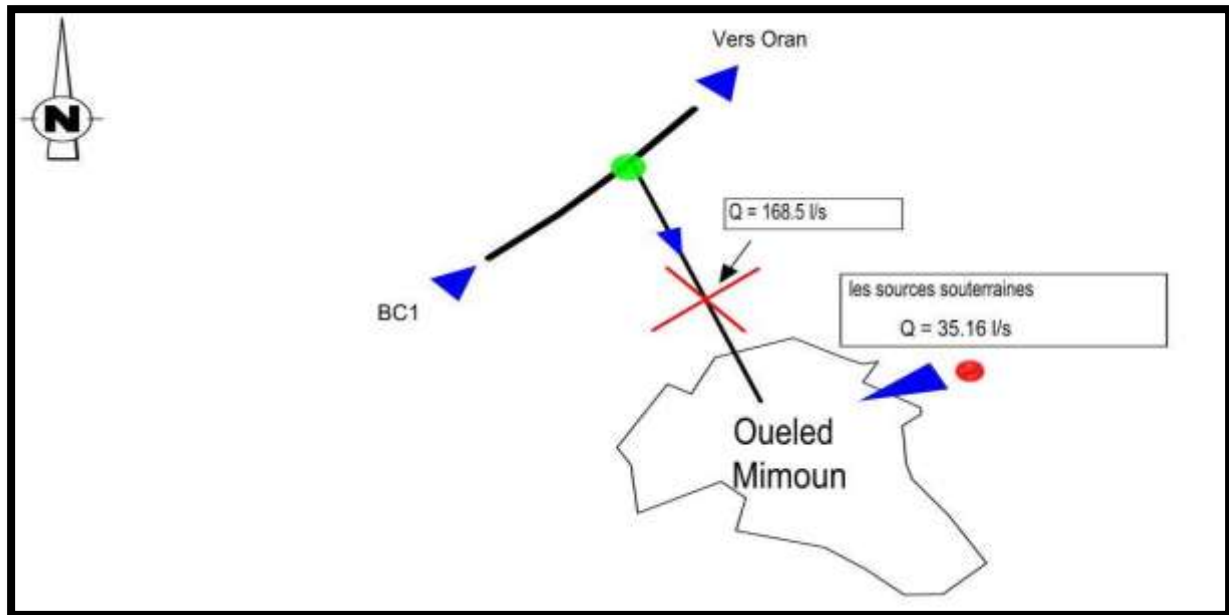 Vers Oran
N
Q = 168.5 l/s
les sources souterraines
Q = 35.16 l/s
BC1
Oueled
Mimoun